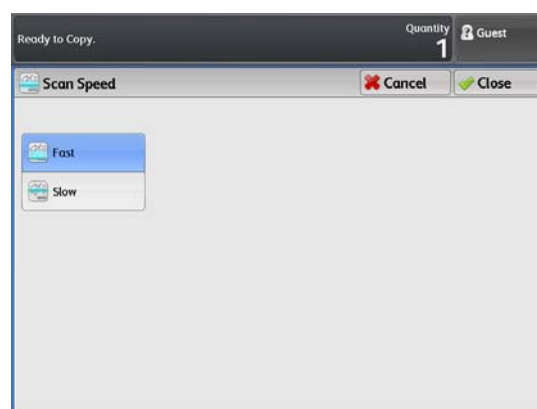 Ready to Copy.
Quantity
1
Guest
Scan Speed
Cancel
Close
Fast
Slow